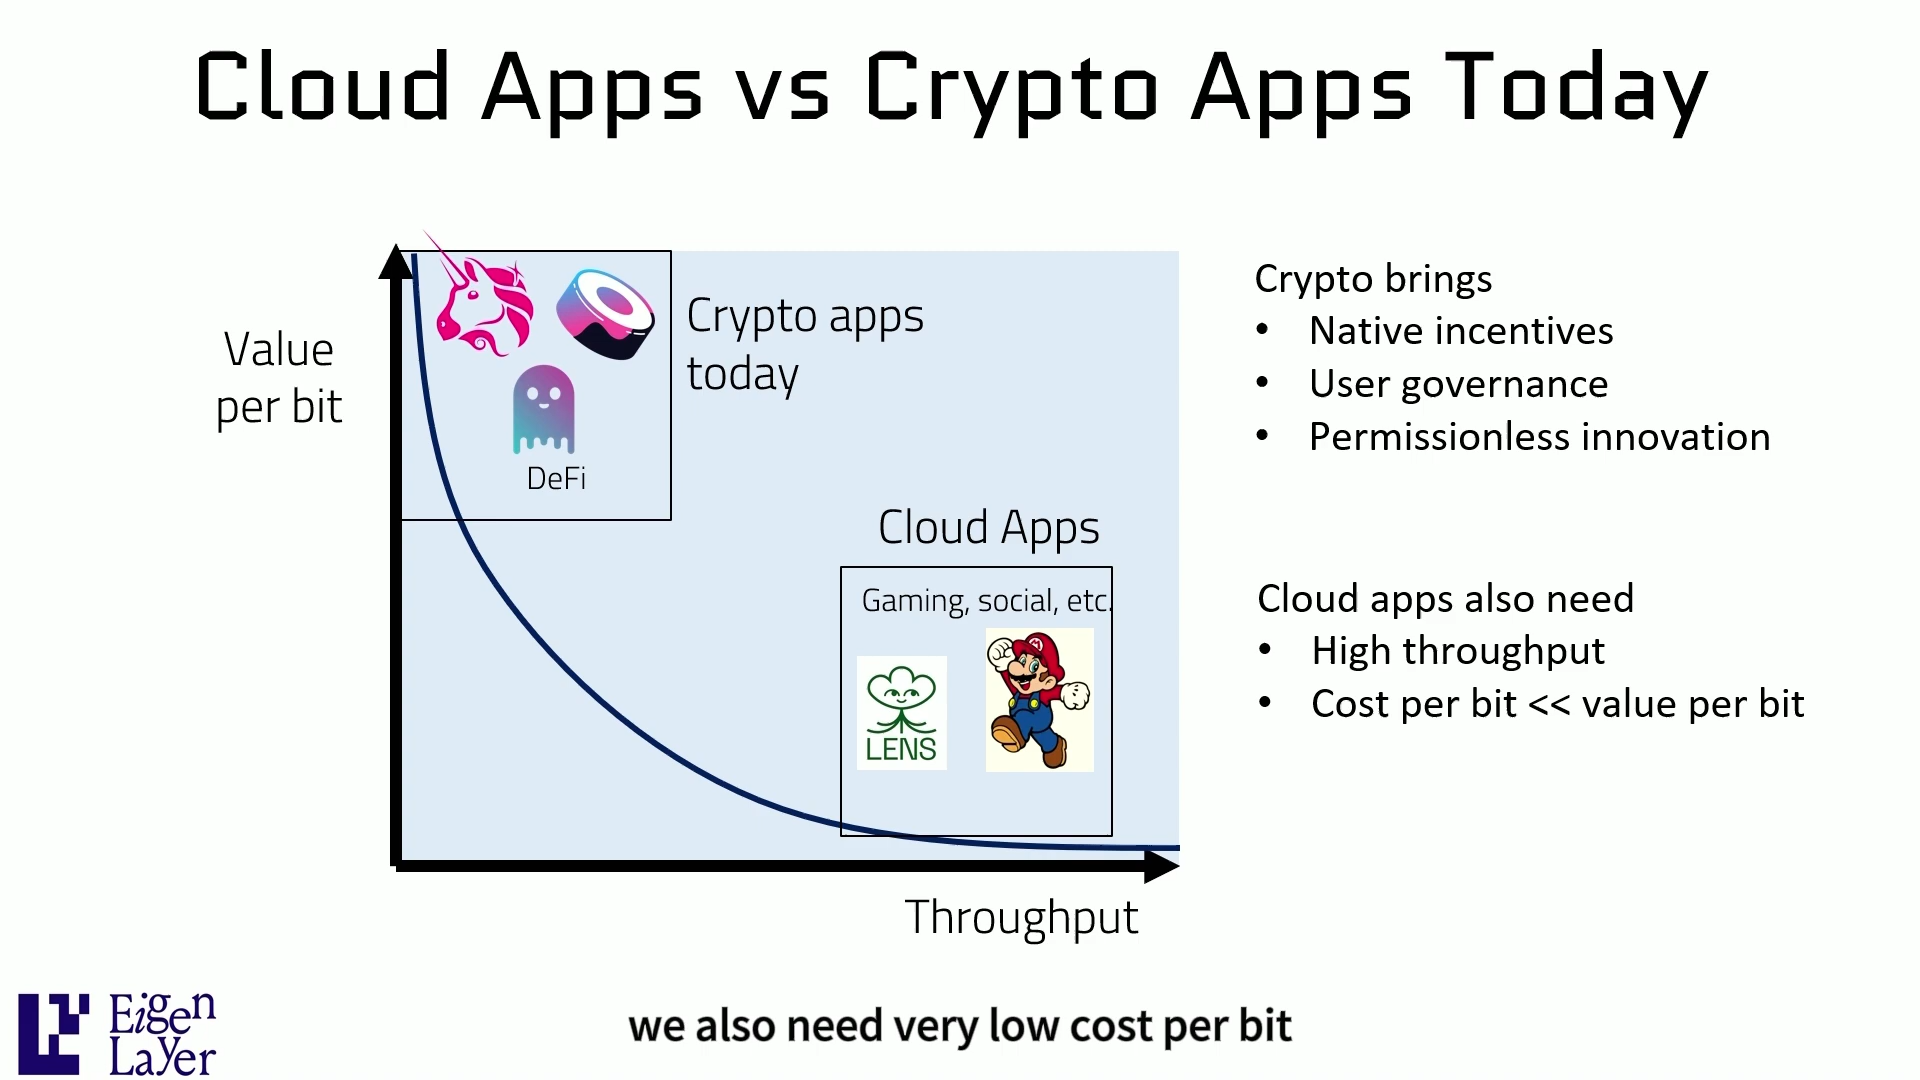 Cloud Apps vs Crypto Apps Today
Value
per bit
Crypto apps
today
DeFi
Cloud Apps
Gaming, social, etc.
LENS
M
Throughput
Crypto brings
• Native incentives
• User governance
• Permissionless innovation
Cloud apps also need
• High throughput
• Cost per bit << value per bit
Eigen
Layer
we also need very low cost per bit